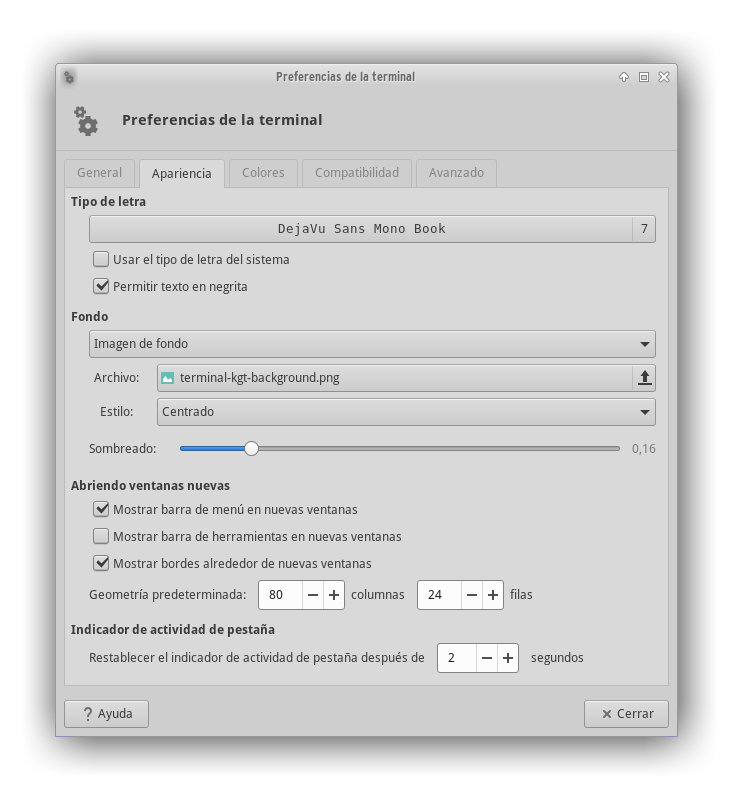 Preferencias de la terminal
Preferencias de la terminal
General Apariencia Colores Compatibilidad Avanzado
Tipo de letra
DejaVu Sans Mono Book 7
Usar el tipo de letra del sistema
Permitir texto en negrita
Fondo
Imagen de fondo
Archivo: terminal-kgt-background.png
Estilo: Centrado
Sombreado: 0,16
Abriendo ventanas nuevas
Mostrar barra de menú en nuevas ventanas
Mostrar barra de herramientas en nuevas ventanas
Mostrar bordes alrededor de nuevas ventanas
Geometría predeterminada: 80 columnas 24 filas
Indicador de actividad de pestaña
Restablecer el indicador de actividad de pestaña después de 2 segundos
Ayuda Cerrar